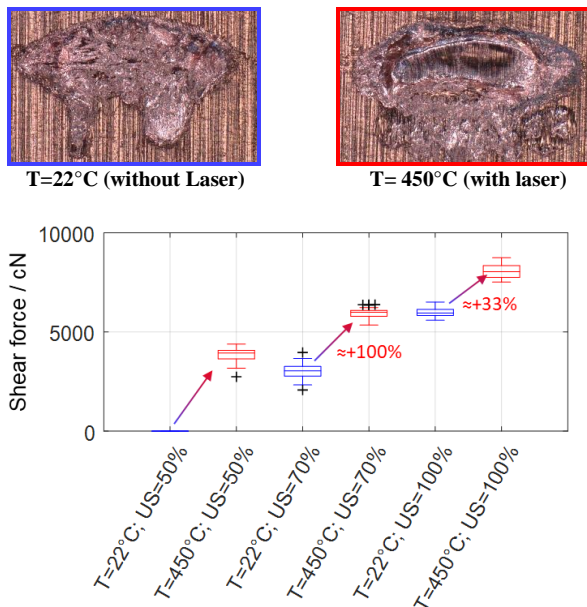 T=22°C (without Laser)
T= 450°C (with laser)
10000
5000
0
Shear force / cN
≈+100%
≈+33%
T=22°C; US=50%
T=450°C; US=50%
T=22°C; US=70%
T=450°C; US=70%
T=22°C; US=100%
T=450°C; US=100%